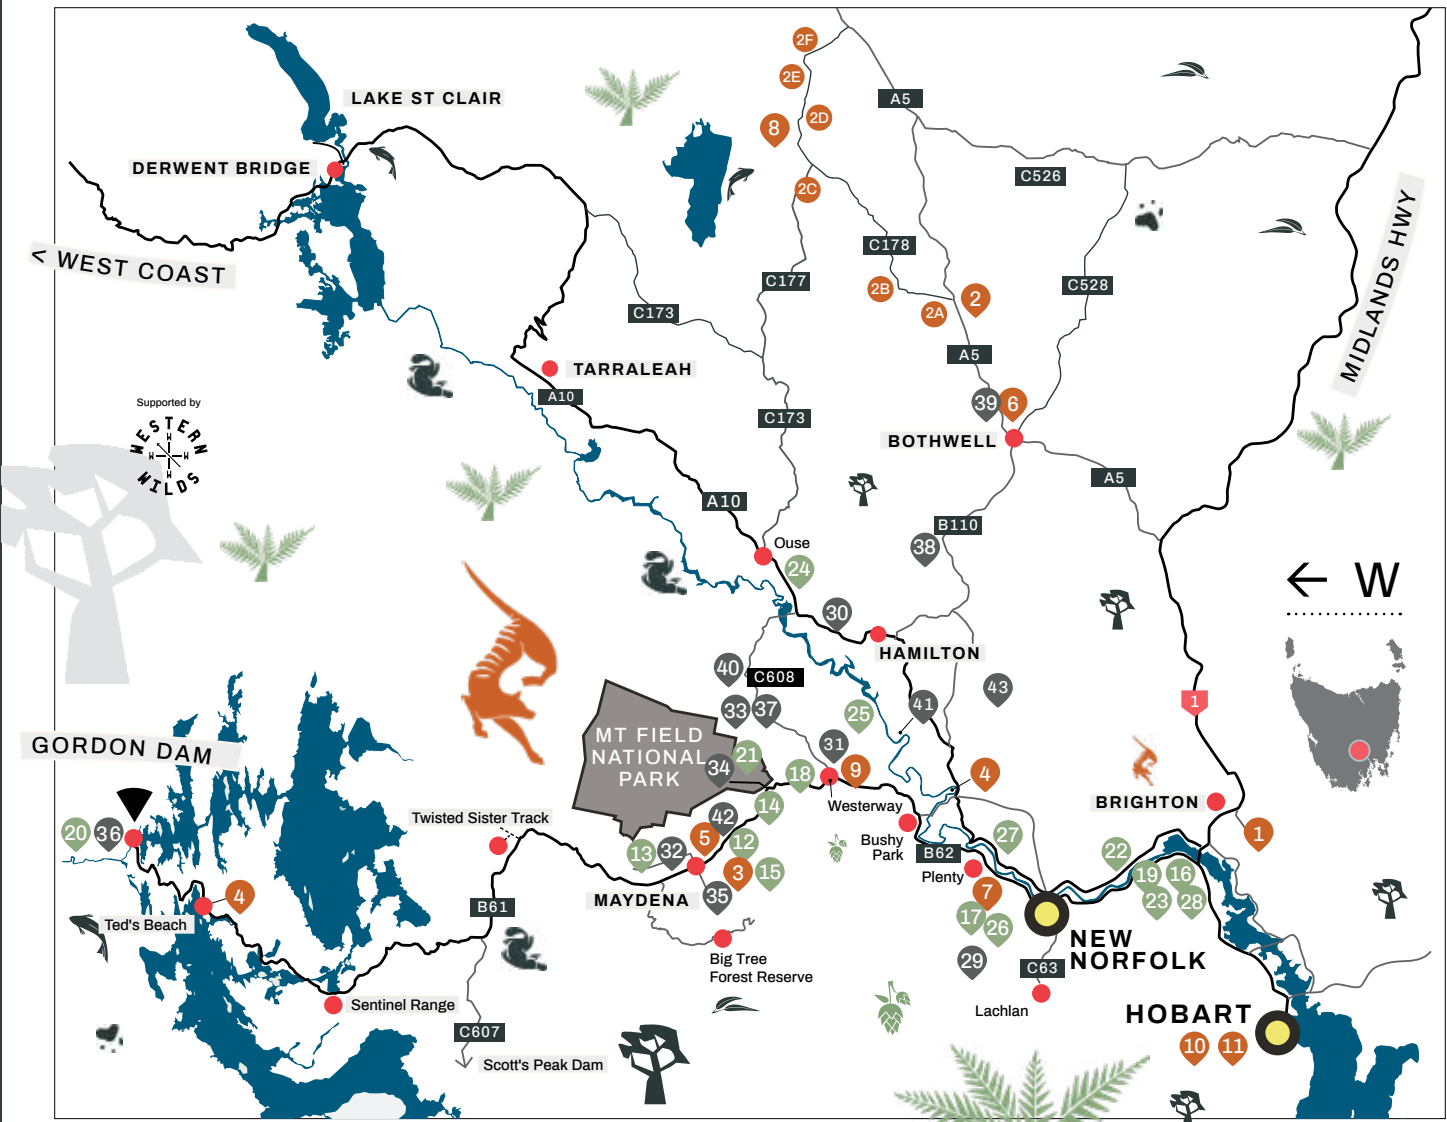 2F
2E
A5
LAKE ST CLAIR
8
2D
DERWENT BRIDGE
C526
2C
MIDLANDS HWY
C178
< WEST COAST
C177
C528
2B
2
2A
C173
A5
TARRALEAH
A10
Supported by
WESTERN
WILDS
W
W
W
W
39
6
C173
BOTHWELL
A5
A10
B110
Ouse
38
24
← W
30
HAMILTON
40
C608
43
1
33
37
25
41
GORDON DAM
MT FIELD
NATIONAL
PARK
21
34
31
18
9
4
Westerway
BRIGHTON
14
Twisted Sister Track
42
20
36
5
12
Bushy
Park
27
1
13
32
B62
22
3
15
Plenty
19
16
MAYDENA
35
7
23
28
4
B61
17
26
Ted's Beach
NEW
NORFOLK
Big Tree
Forest Reserve
29
C63
Sentinel Range
Lachlan
HOBART
C607
10
11
Scott's Peak Dam